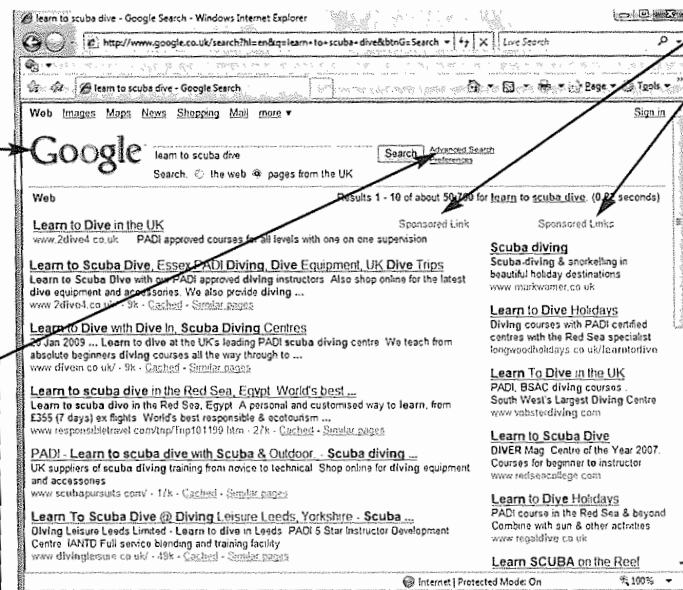 learn to scuba dive - Google Search - Windows Internet Explorer
http://www.google.co.uk/search?hl=en&q=learn+to+scuba+dive&btnG=Search
Live Search
learn to scuba dive - Google Search
Page Tools
Web Images Maps News Shopping Mail more
Sign in
Google
learn to scuba dive
Search
Advanced Search
Preferences
Search: the web pages from the UK
Web
Results 1 - 10 of about for learn to scuba dive. seconds)
Learn to Dive in the UK
www.2dive4.co.uk PADI approved courses for all levels with one on one supervision
Sponsored Link
Learn to Scuba Dive, Essex PADI Diving, Dive Equipment, UK Dive Trips
Learn to Scuba Dive with our PADI approved diving instructors Also shop online for the latest
dive equipment and accessories. We also provide diving ...
www.2dive4.co.uk/ - 9k - Cached - Similar pages
Learn to Dive with Dive In, Scuba Diving Centres
Jan 2009 ... Learn to dive at the UK's leading PADI scuba diving centre We teach from
absolute beginners diving courses all the way through to ...
www.divein.co.uk/ - 9k - Cached - Similar pages
Learn to scuba dive in the Red Sea, Egypt World's best ...
Learn to scuba dive in the Red Sea, Egypt A personal and customised way to learn, from
£355 (7 days) ex flights World's best responsible & ecotourism ...
www.responsibletravel.com/trip/Trip101199.htm - 27k - Cached - Similar pages
PADI - Learn to scuba dive with Scuba & Outdoor. - Scuba diving ...
UK suppliers of scuba diving training from novice to technical Shop online for diving equipment
and accessories
www.scubapursuits.com/ - 17k - Cached - Similar pages
Learn To Scuba Dive @ Diving Leisure Leeds, Yorkshire - Scuba ...
Diving Leisure Leeds Limited - Learn to dive in Leeds PADI 5 Star Instructor Development
Centre IANTD Full service blending and training facility
www.divingleisure.co.uk/ - 49k - Cached - Similar pages
Sponsored Links
Scuba diving
Scuba-diving & snorkelling in
beautiful holiday destinations
www.markwarner.co.uk
Learn to Dive Holidays
Diving courses with PADI certified
centres with the Red Sea specialist
longwoodholidays.co.uk/learntodive
Learn To Dive in the UK
PADI, BSAC diving courses.
South West's Largest Diving Centre
www.vobsterdiving.com
Learn to Scuba Dive
DIVER Mag Centre of the Year 2007.
Courses for beginner to instructor
www.redseacollege.com
Learn to Dive Holidays
PADI course in the Red Sea & beyond
Combine with sun & other activities
www.regaldive.co.uk
Learn SCUBA on the Reef
Internet | Protected Mode: On
100%